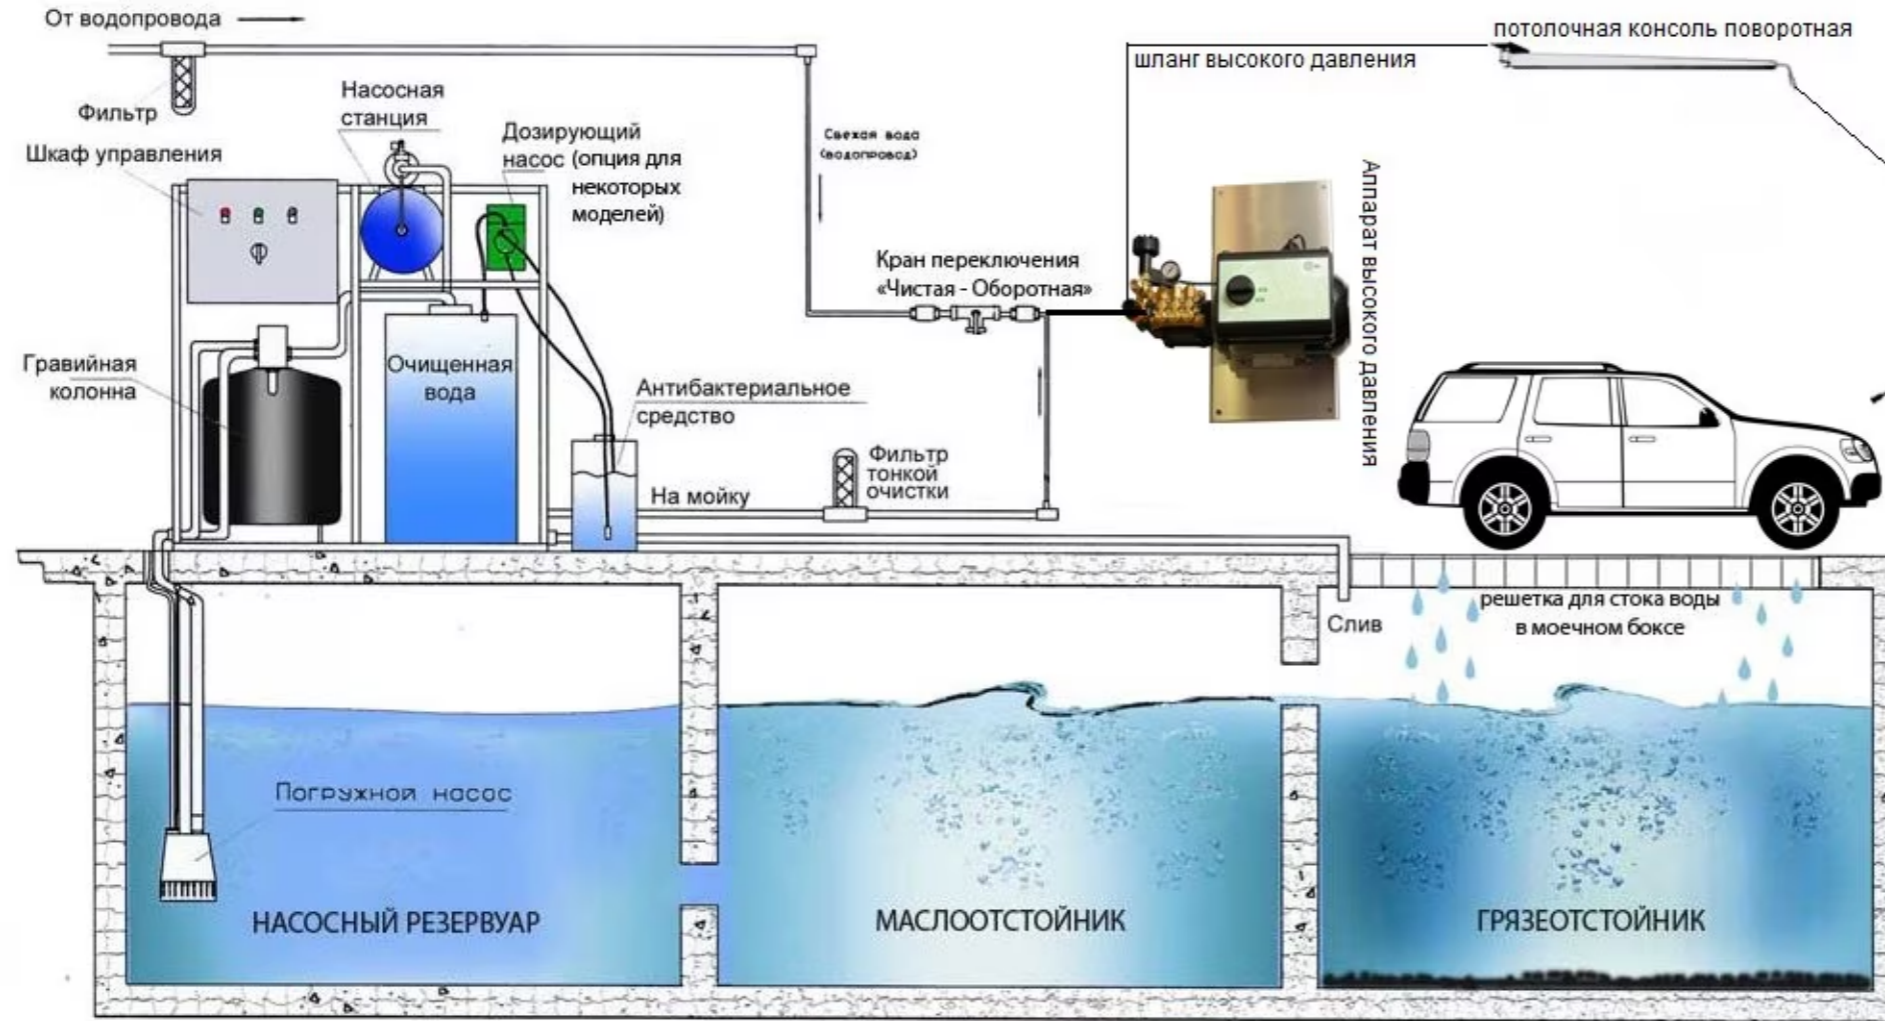 От водопровода
потолочная консоль поворотная
шланг высокого давления
Фильтр
Насосная
станция
Дозирующий
насос (опция для
некоторых
моделей)
Шкаф управления
Свежая вода
(водопровод)
Аппарат высокого давления
Кран переключения
«Чистая - Оборотная»
Гравийная
колонна
Очищенная
вода
Антибактериальное
средство
Фильтр
тонкой
очистки
На мойку
Слив
решетка для стока воды
в моечном боксе
Погружной насос
НАСОСНЫЙ РЕЗЕРВУАР
МАСЛООТСТОЙНИК
ГРЯЗЕОТСТОЙНИК